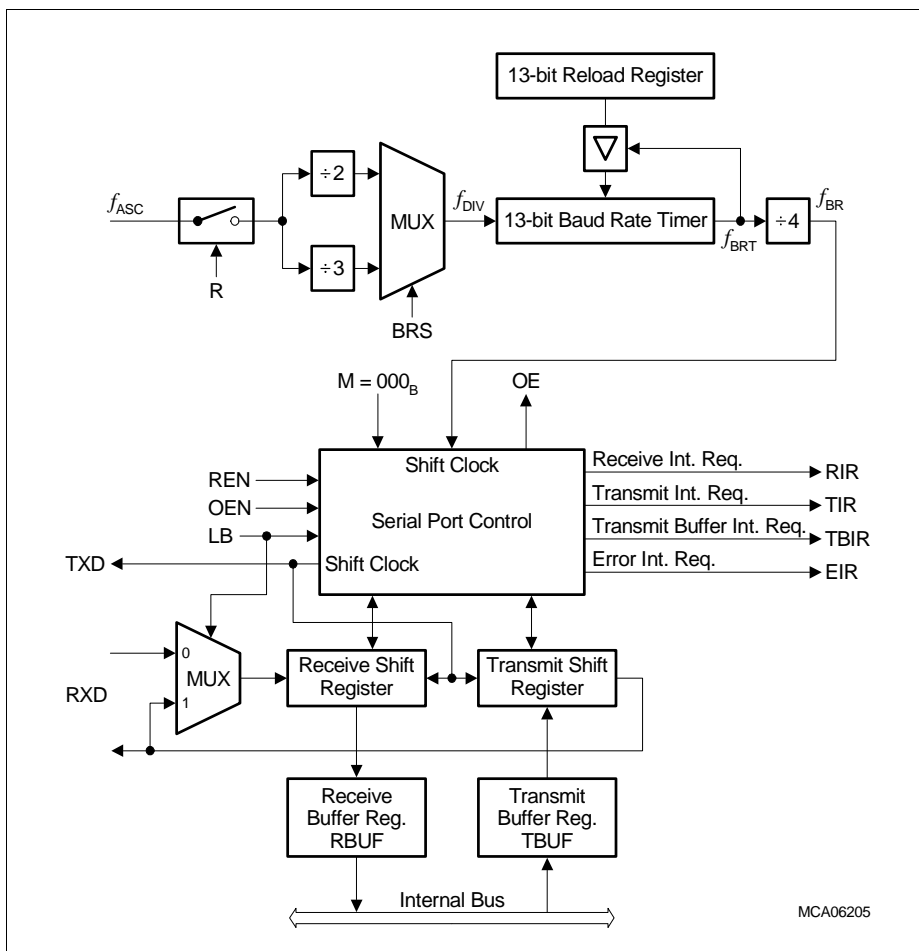 13-bit Reload Register
f_ASC
÷2
÷3
MUX
f_DIV
13-bit Baud Rate Timer
f_BRT
÷4
f_BR
R
BRS
M = 000_B
OE
Shift Clock
Serial Port Control
REN
OEN
LB
Shift Clock
TXD
Receive Int. Req.
RIR
Transmit Int. Req.
TIR
Transmit Buffer Int. Req.
TBIR
Error Int. Req.
EIR
0
MUX
1
RXD
Receive Shift
Register
Transmit Shift
Register
Receive
Buffer Reg.
RBUF
Transmit
Buffer Reg.
TBUF
Internal Bus
MCA06205